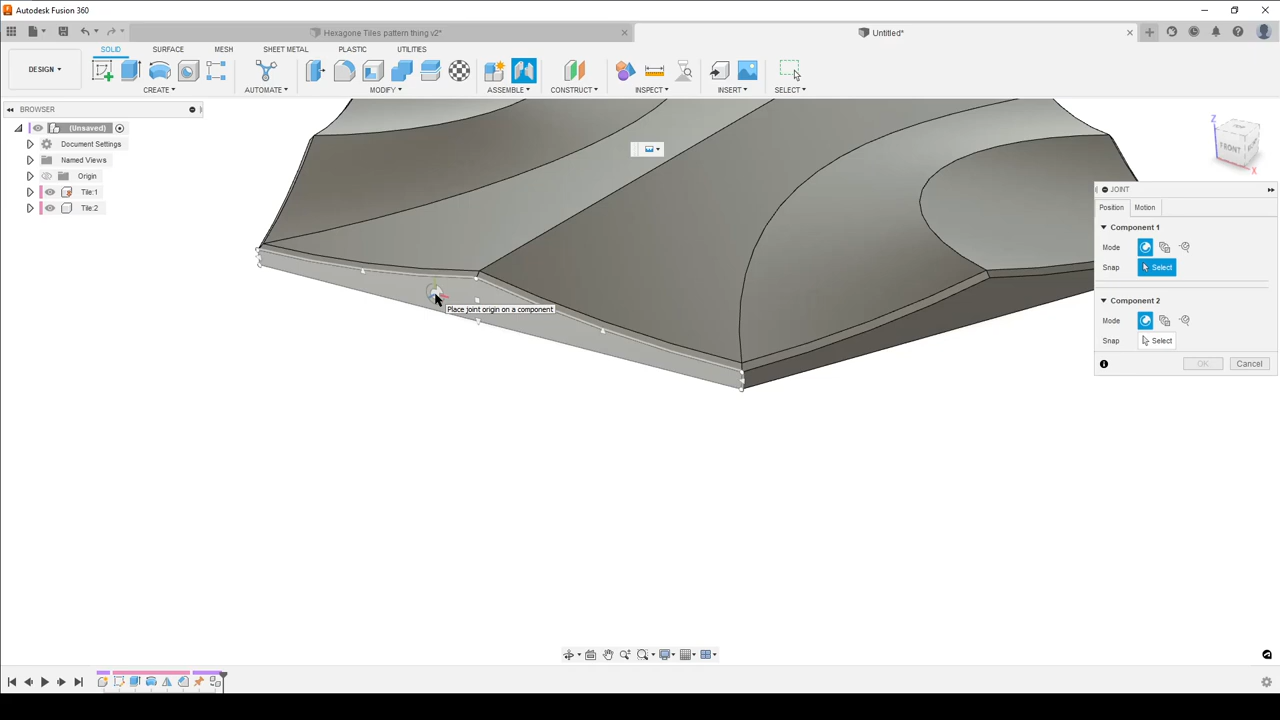 Autodesk Fusion 360
Hexagone Tiles pattern thing v2*
Untitled*
SOLID
SURFACE
MESH
SHEET METAL
PLASTIC
UTILITIES
DESIGN
CREATE
AUTOMATE
MODIFY
ASSEMBLE
CONSTRUCT
INSPECT
INSERT
SELECT
BROWSER
(Unsaved)
Document Settings
Named Views
Origin
Tile:1
Tile:2
Z
FRONT
X
JOINT
Position
Motion
Component 1
Mode
Snap
Select
Component 2
Mode
Snap
Select
OK
Cancel
Place joint origin on a component